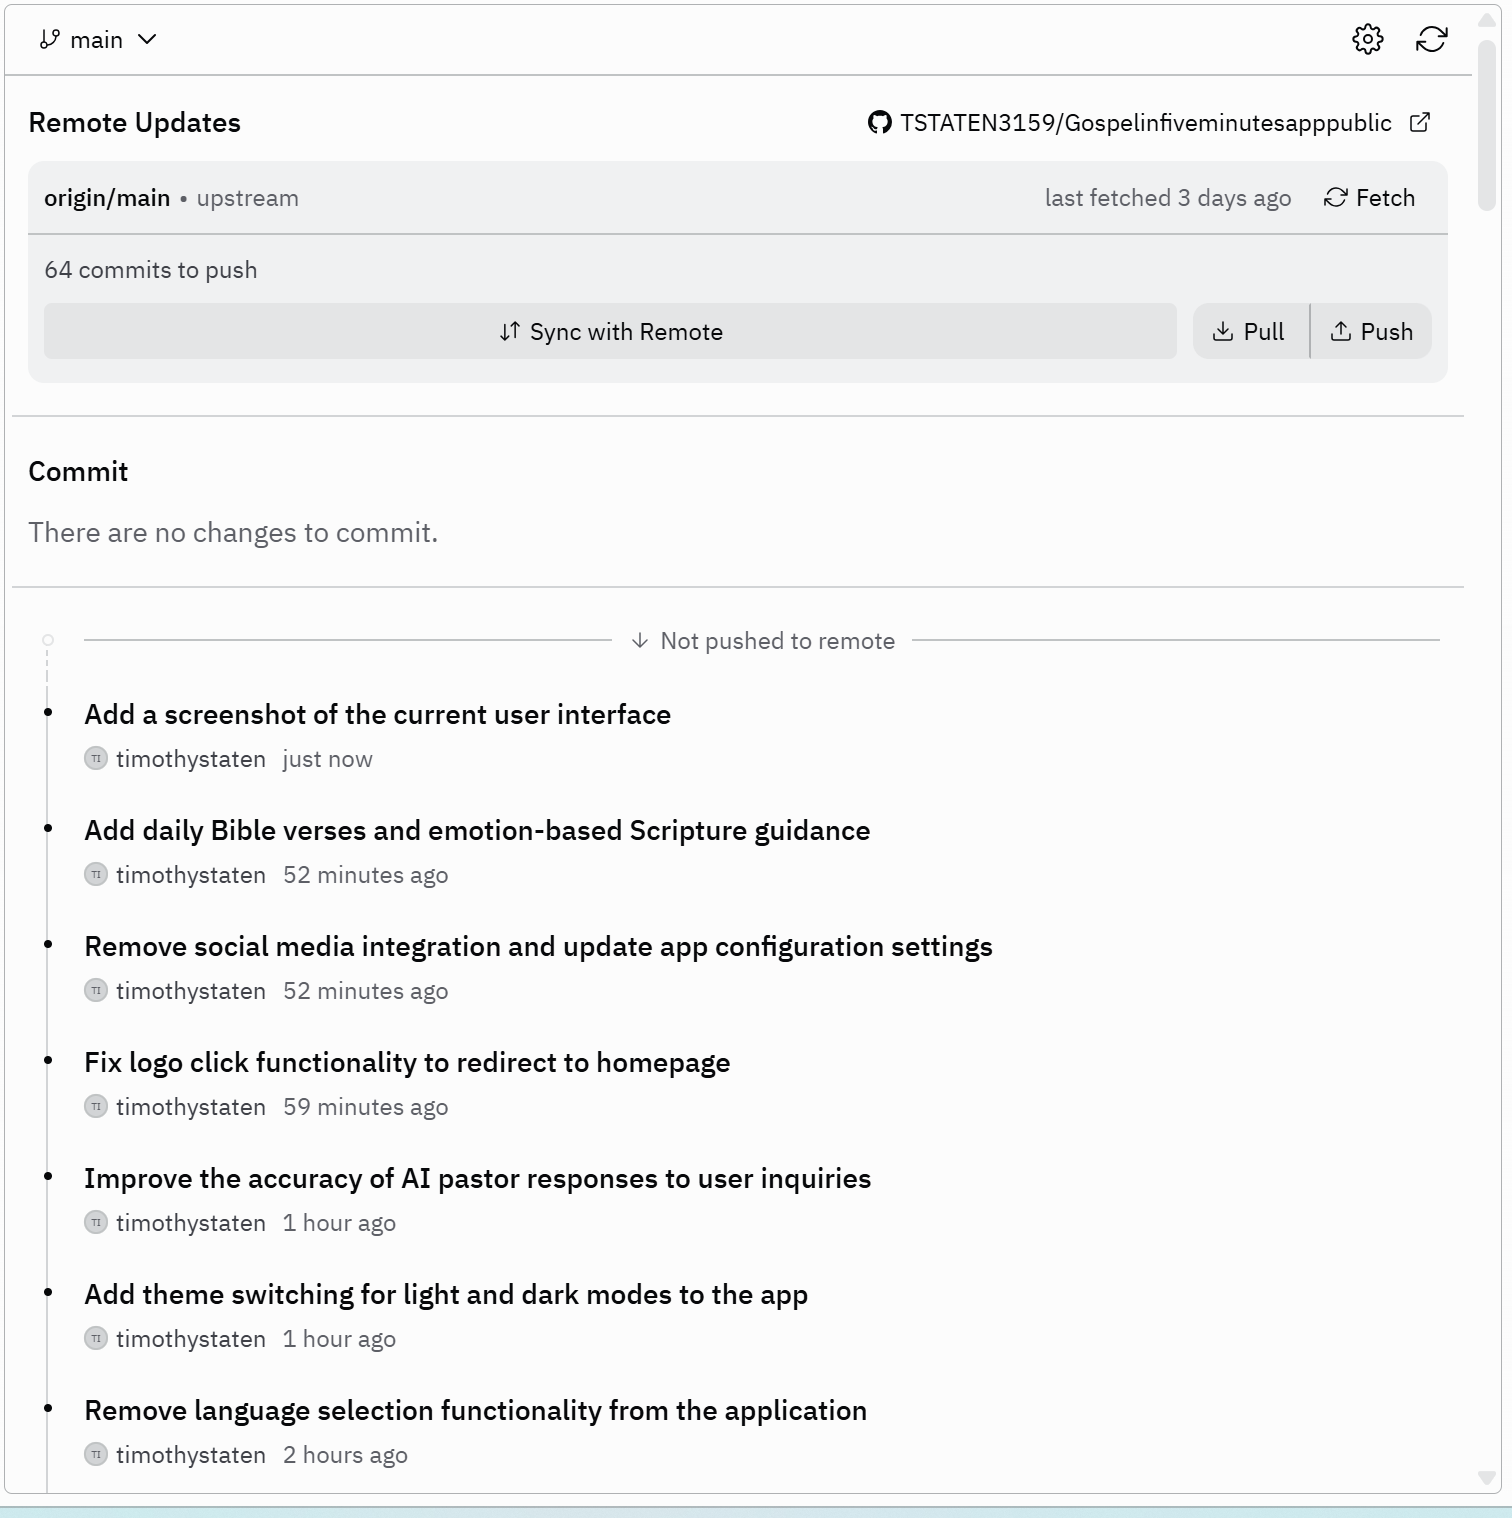 main
Remote Updates
TSTATEN3159/Gospelinfiveminutesapppublic
origin/main • upstream
last fetched 3 days ago
Fetch
64 commits to push
Sync with Remote
Pull
Push
Commit
There are no changes to commit.
Not pushed to remote
Add a screenshot of the current user interface
TI timothystaten just now
Add daily Bible verses and emotion-based Scripture guidance
TI timothystaten 52 minutes ago
Remove social media integration and update app configuration settings
TI timothystaten 52 minutes ago
Fix logo click functionality to redirect to homepage
TI timothystaten 59 minutes ago
Improve the accuracy of AI pastor responses to user inquiries
TI timothystaten 1 hour ago
Add theme switching for light and dark modes to the app
TI timothystaten 1 hour ago
Remove language selection functionality from the application
TI timothystaten 2 hours ago